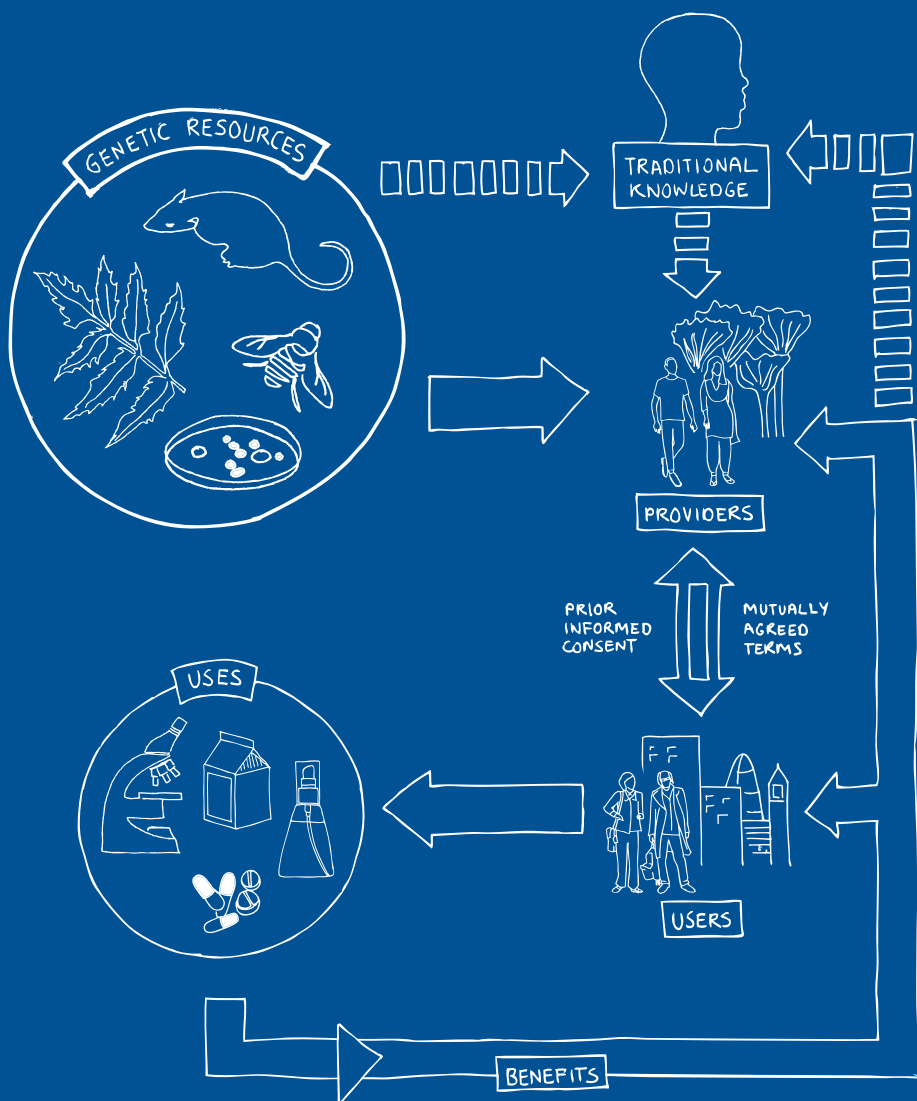 GENETIC RESOURCES
TRADITIONAL
KNOWLEDGE
PROVIDERS
PRIOR
INFORMED
CONSENT
MUTUALLY
AGREED
TERMS
USES
USERS
BENEFITS